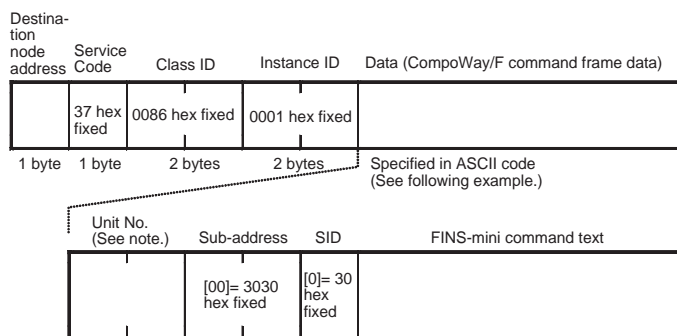 Destina-
tion
node
address
Service
Code
Class ID
Instance ID
Data (CompoWay/F command frame data)
37 hex
fixed
0086 hex fixed
0001 hex fixed
1 byte
1 byte
2 bytes
2 bytes
Specified in ASCII code
(See following example.)
Unit No.
(See note.)
Sub-address
SID
FINS-mini command text
[00]= 3030
hex fixed
[0]= 30
hex
fixed